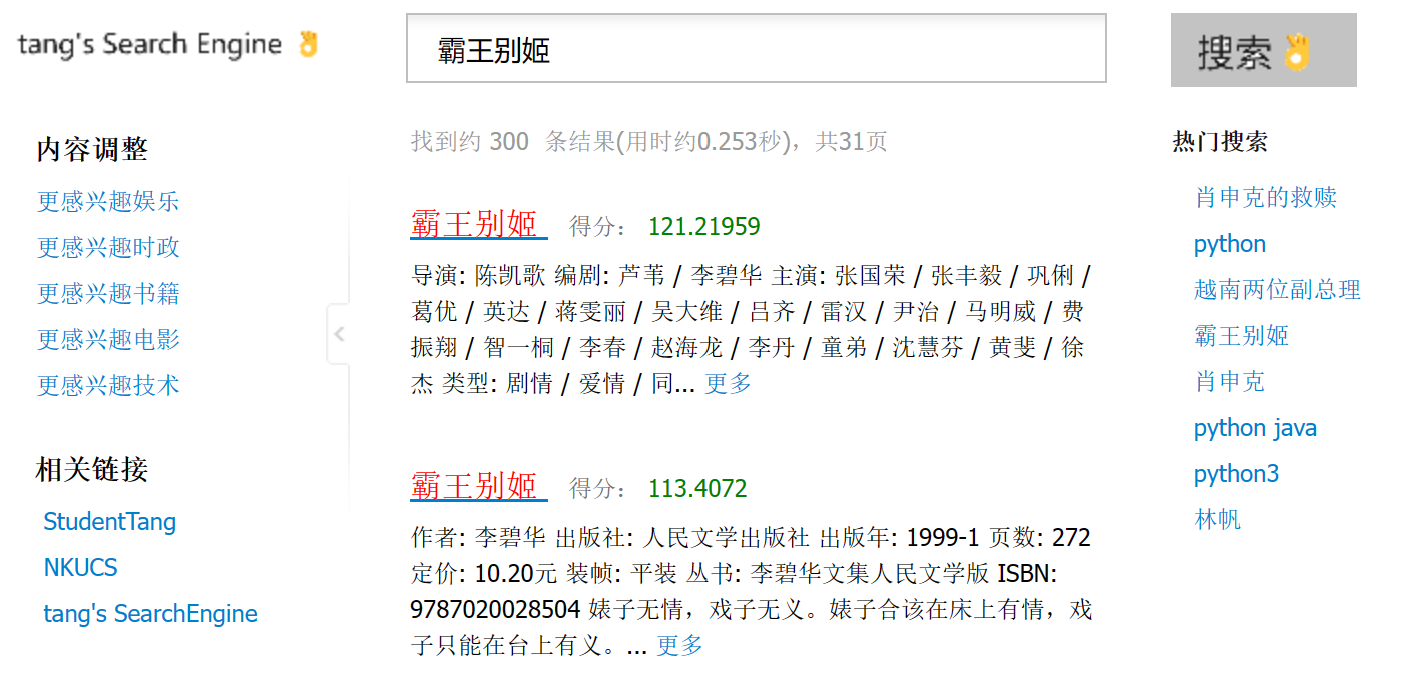 tang's Search Engine
霸王别姬
搜索
内容调整
更感兴趣娱乐
更感兴趣时政
更感兴趣书籍
更感兴趣电影
更感兴趣技术
相关链接
StudentTang
NKUCS
tang's SearchEngine
找到约 300 条结果(用时约0.253秒)，共31页
霸王别姬 得分： 121.21959
导演: 陈凯歌 编剧: 芦苇 / 李碧华 主演: 张国荣 / 张丰毅 / 巩俐 /
葛优 / 英达 / 蒋雯丽 / 吴大维 / 吕齐 / 雷汉 / 尹治 / 马明威 / 费
振翔 / 智一桐 / 李春 / 赵海龙 / 李丹 / 童弟 / 沈慧芬 / 黄斐 / 徐
杰 类型: 剧情 / 爱情 / 同... 更多
霸王别姬 得分： 113.4072
作者: 李碧华 出版社: 人民文学出版社 出版年: 1999-1 页数: 272
定价: 10.20元 装帧: 平装 丛书: 李碧华文集人民文学版 ISBN:
9787020028504 婊子无情，戏子无义。婊子合该在床上有情，戏
子只能在台上有义。... 更多
热门搜索
肖申克的救赎
python
越南两位副总理
霸王别姬
肖申克
python java
python3
林帆